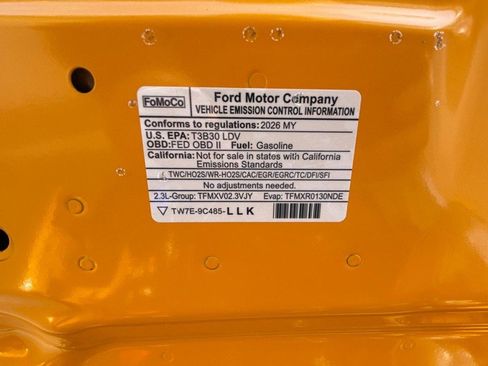 FoMoCo
Ford Motor Company
VEHICLE EMISSION CONTROL INFORMATION
Conforms to regulations: 2026 MY
U.S. EPA: T3B30 LDV
OBD: FED OBD II Fuel: Gasoline
California: Not for sale in states with California
Emissions Standards
TWC/HO2S/WR-HO2S/CAC/EGR/EGRC/TC/DFI/SFI
No adjustments needed.
2.3L-Group: TFMXV02.3VJY Evap: TFMXR0130NDE
TW7E-9C485-LLK